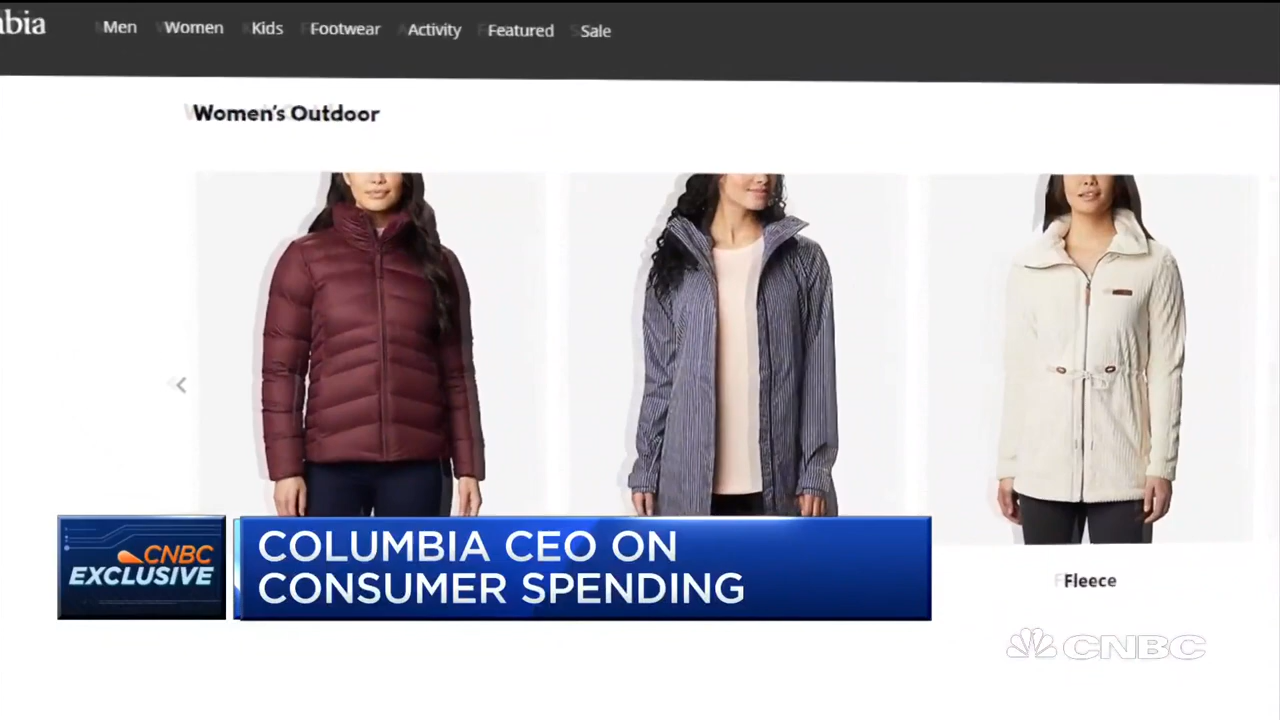 bia
Men Women Kids Footwear Activity Featured Sale
Women's Outdoor
CNBC
EXCLUSIVE
COLUMBIA CEO ON
CONSUMER SPENDING
Fleece
CNBC